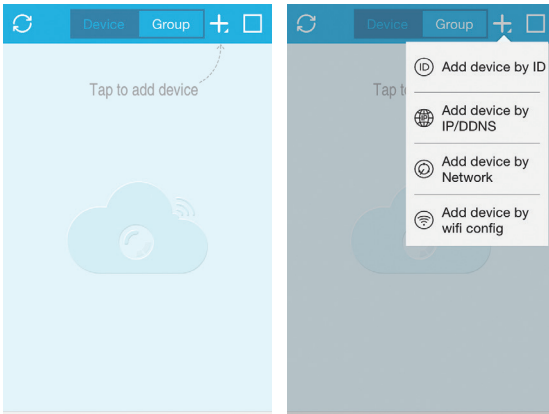 Device Group
Tap to add device
Device Group
Tap t
ID Add device by ID
IP Add device by
IP/DDNS
Add device by
Network
Add device by
wifi config